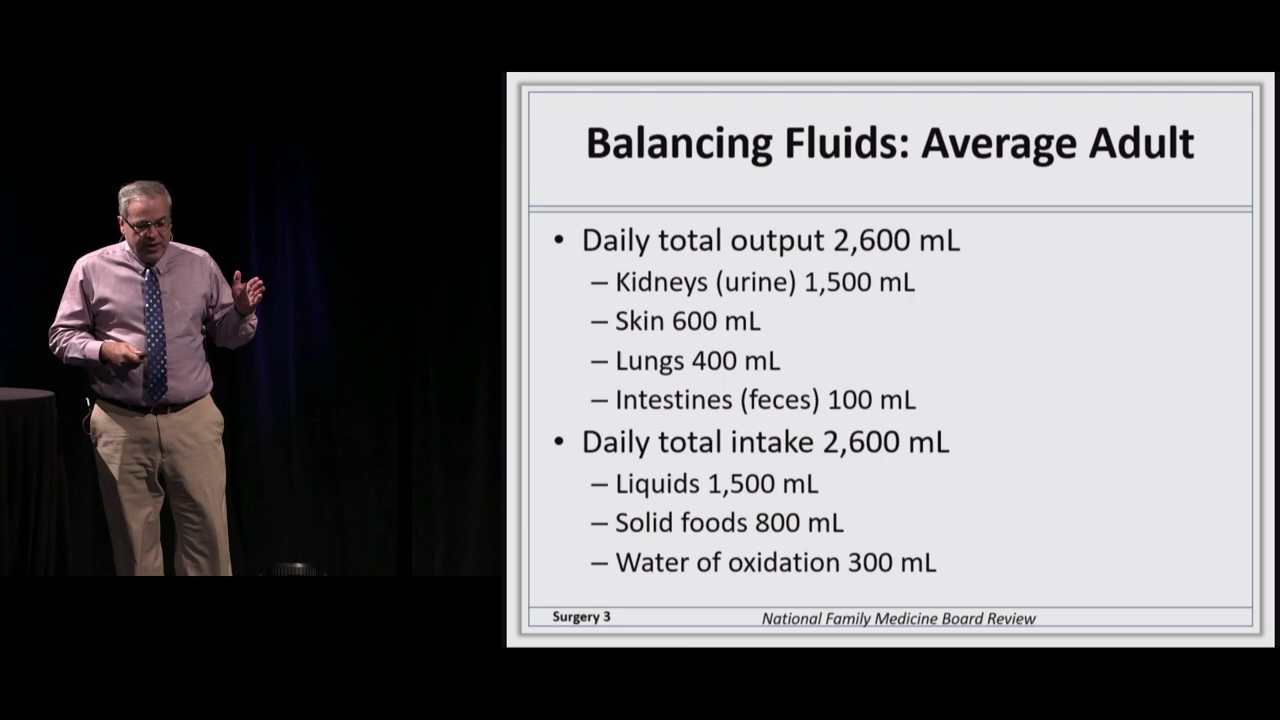 Balancing Fluids: Average Adult
• Daily total output 2,600 mL
– Kidneys (urine) 1,500 mL
– Skin 600 mL
– Lungs 400 mL
– Intestines (feces) 100 mL
• Daily total intake 2,600 mL
– Liquids 1,500 mL
– Solid foods 800 mL
– Water of oxidation 300 mL
Surgery 3
National Family Medicine Board Review